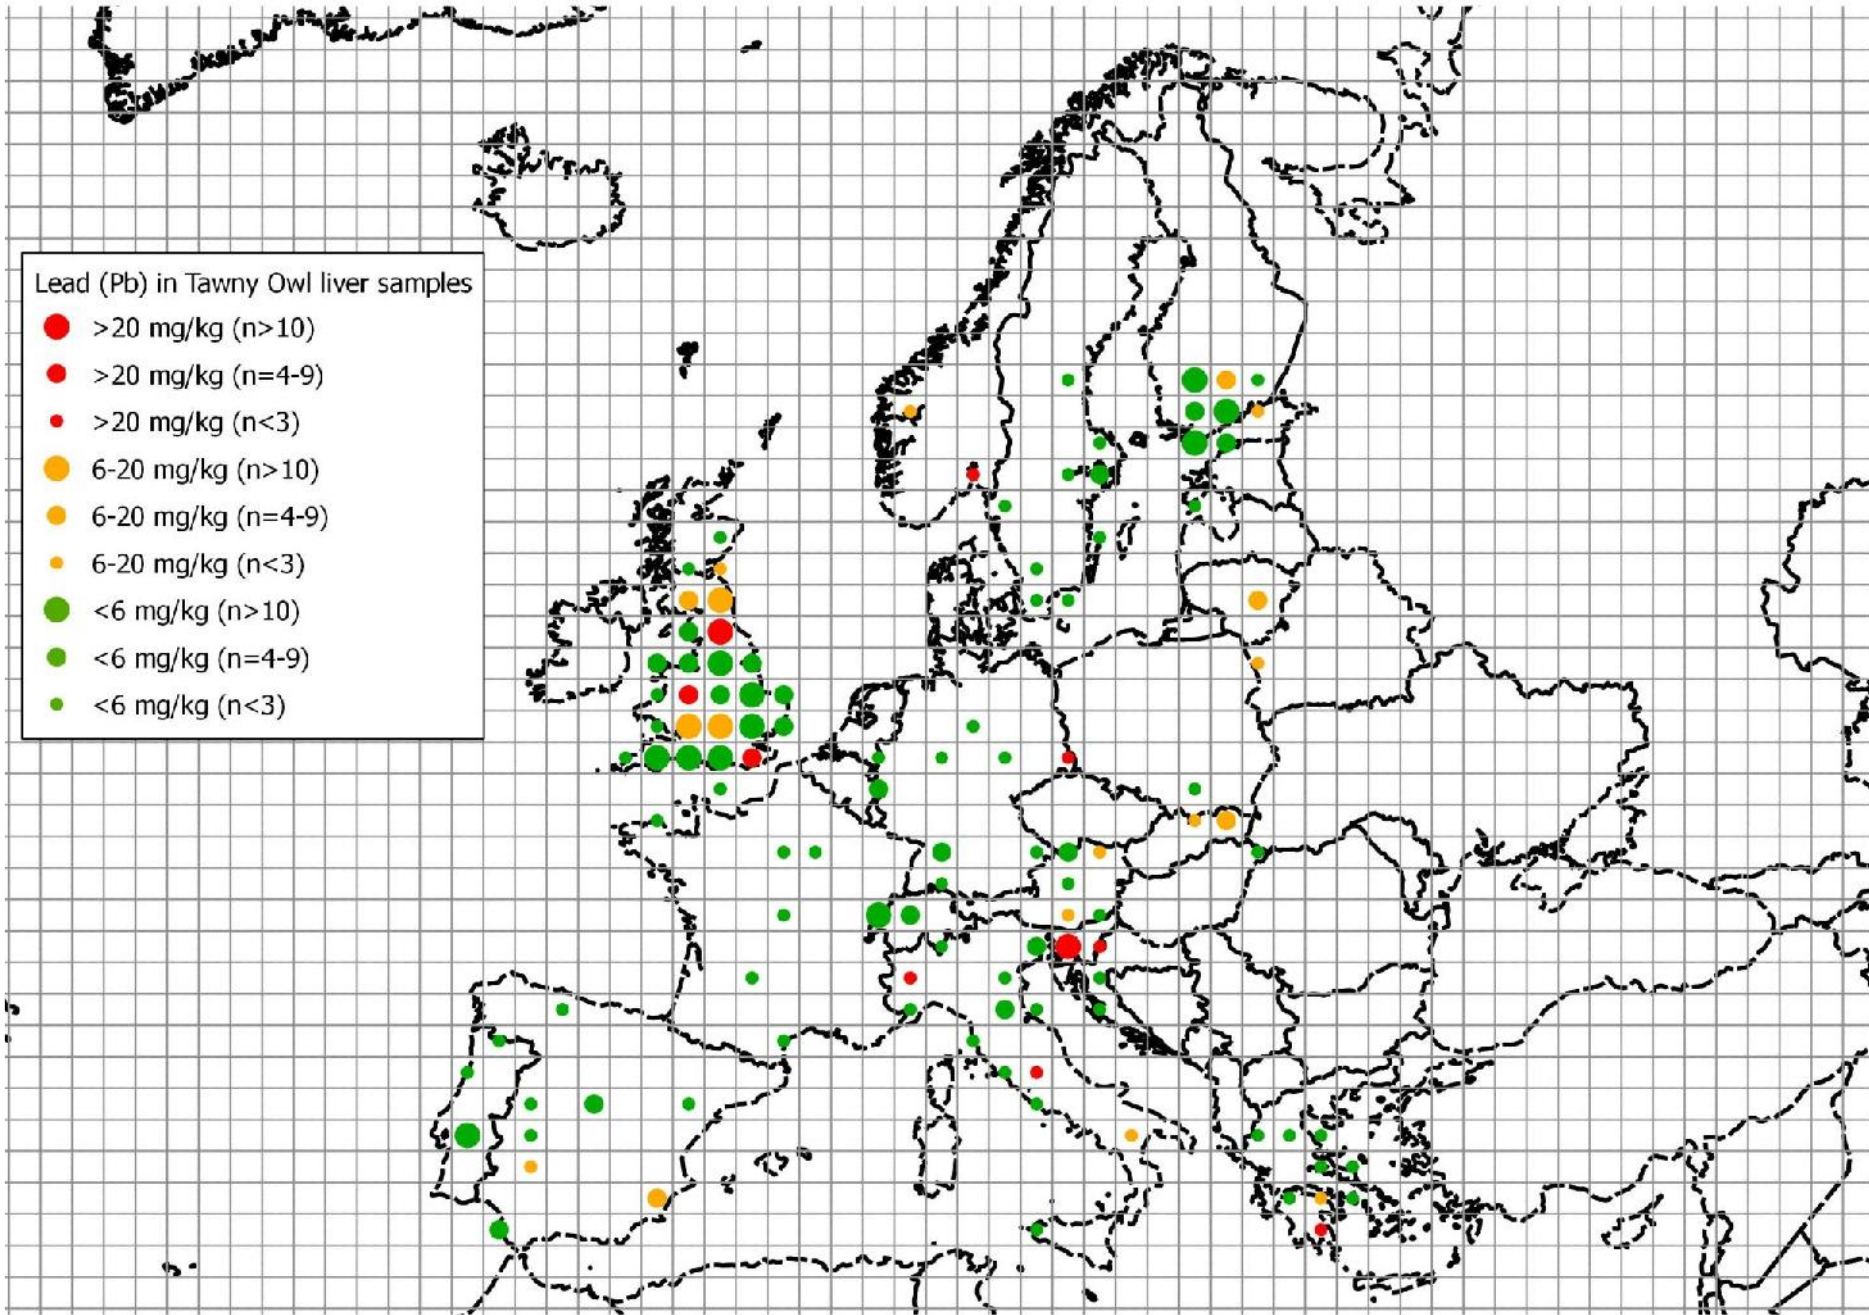 Lead (Pb) in Tawny Owl liver samples
>20 mg/kg (n>10)
>20 mg/kg (n=4-9)
>20 mg/kg (n<3)
6-20 mg/kg (n>10)
6-20 mg/kg (n=4-9)
6-20 mg/kg (n<3)
<6 mg/kg (n>10)
<6 mg/kg (n=4-9)
<6 mg/kg (n<3)